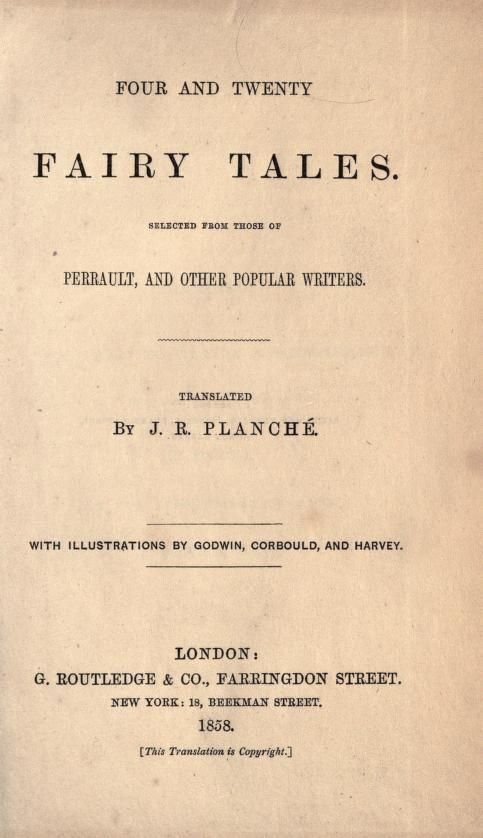 FOUR AND TWENTY
FAIRY TALES.
SELECTED FROM THOSE OF
PERRAULT, AND OTHER POPULAR WRITERS.
TRANSLATED
BY J. R. PLANCHÉ.
WITH ILLUSTRATIONS BY GODWIN, CORBOULD, AND HARVEY.
LONDON:
G. ROUTLEDGE & CO., FARRINGDON STREET.
NEW YORK: 18, BEEKMAN STREET.
1858.
[This Translation is Copyright.]